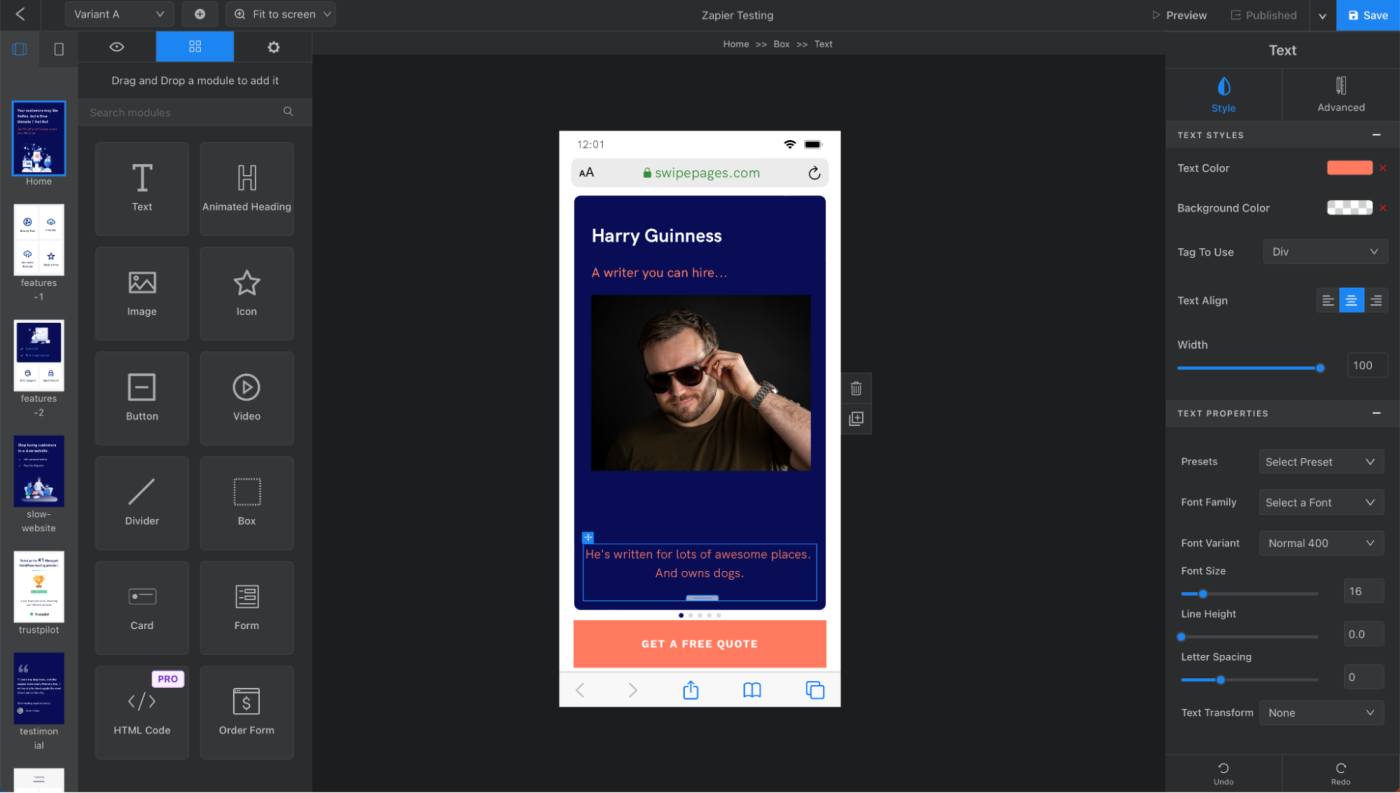 Variant A
Fit to screen
Zapier Testing
Preview
Published
Save
Home >> Box >> Text
Drag and Drop a module to add it
Search modules
Home
features
-1
features
-2
slow-
website
trustpilot
testimon
ial
Text
Animated Heading
Image
Icon
Button
Video
Divider
Box
Card
Form
PRO
HTML Code
Order Form
12:01
AA
swipepages.com
Harry Guinness
A writer you can hire...
He's written for lots of awesome places.
And owns dogs.
GET A FREE QUOTE
Text
Style
Advanced
TEXT STYLES
Text Color
Background Color
Tag To Use
Div
Text Align
Width
100
TEXT PROPERTIES
Presets
Select Preset
Font Family
Select a Font
Font Variant
Normal 400
Font Size
16
Line Height
0.0
Letter Spacing
0
Text Transform
None
Undo
Redo